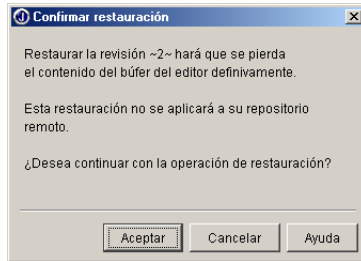 Confirmar restauración
Restaurar la revisión ~2~ hará que se pierda
el contenido del búfer del editor definivamente.
Esta restauración no se aplicará a su repositorio
remoto.
¿Desea continuar con la operación de restauración?
Aceptar
Cancelar
Ayuda